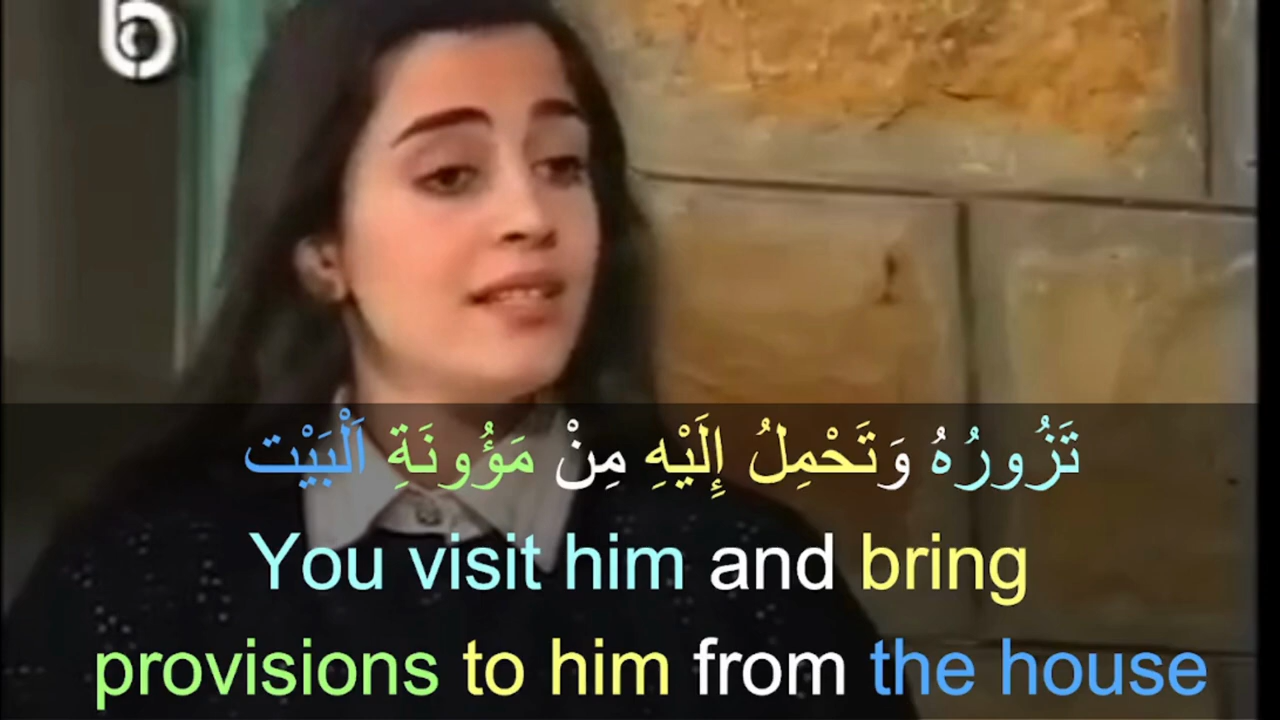 تَزُورُهُ وَتَحْمِلُ إِلَيْهِ مِنْ مَؤُونَةِ اَلْبَيْت
You visit him and bring
provisions to him from the house